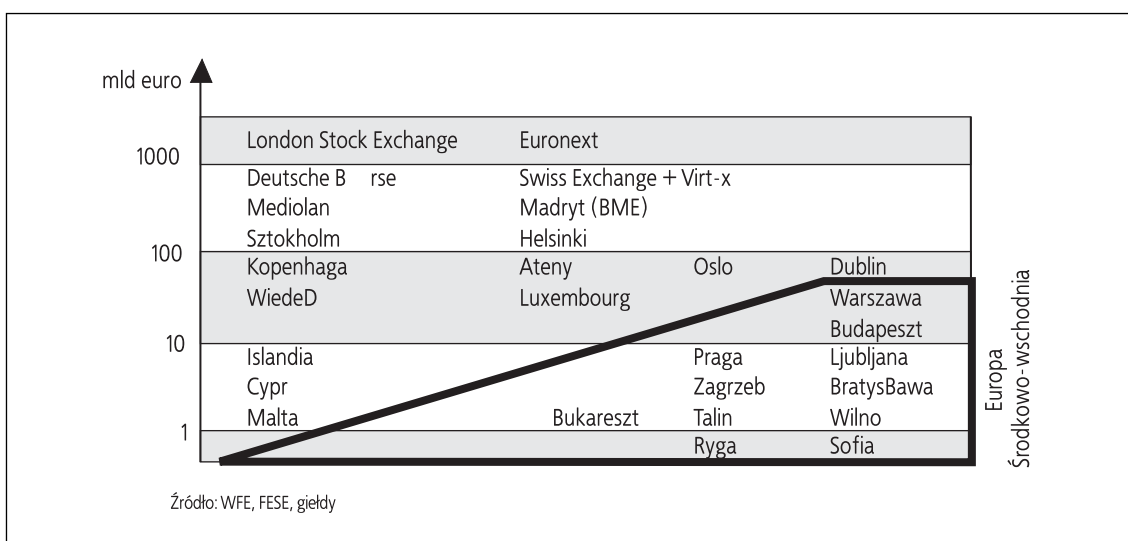 mld euro
London Stock Exchange Euronext
1000
Deutsche B rse Swiss Exchange + Virt-x
Mediolan Madryt (BME)
Sztokholm Helsinki
100
Kopenhaga Ateny Oslo Dublin
WiedeD Luxembourg Warszawa
Budapeszt
10
Islandia Praga Ljubljana
Cypr Zagrzeb BratysBawa
Malta Bukareszt Talin Wilno
1
Ryga Sofia
Europa
Środkowo-wschodnia
Źródło: WFE, FESE, giełdy